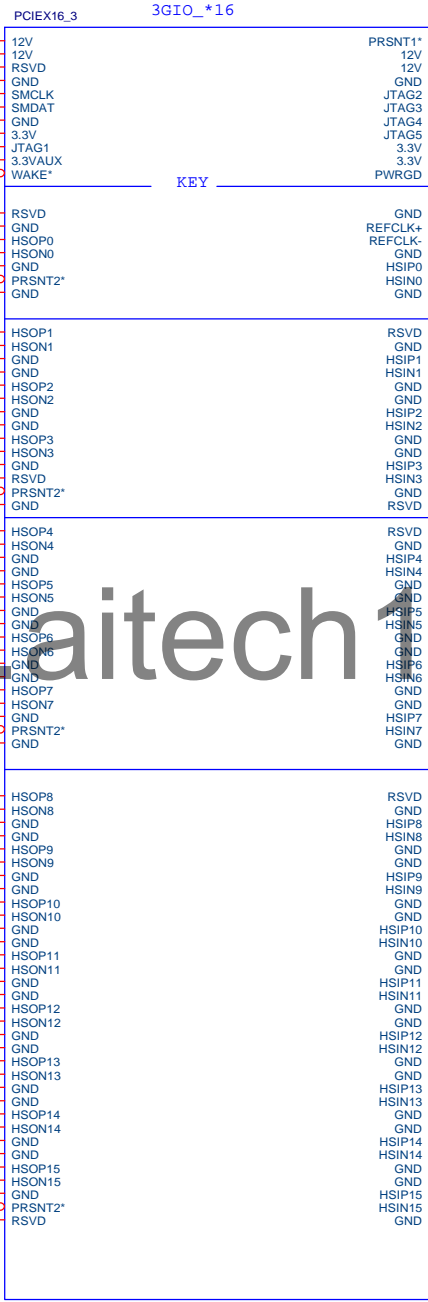 PCIEX16_3 3GIO_*16
12V PRSNT1*
12V 12V
RSVD 12V
GND GND
SMCLK JTAG2
SMDAT JTAG3
GND JTAG4
3.3V JTAG5
JTAG1 3.3V
3.3VAUX 3.3V
WAKE* PWRGD
KEY
RSVD GND
GND REFCLK+
HSOP0 REFCLK-
HSON0 GND
GND HSIP0
PRSNT2* HSIN0
GND GND
HSOP1 RSVD
HSON1 GND
GND HSIP1
GND HSIN1
HSOP2 GND
HSON2 GND
GND HSIP2
GND HSIN2
HSOP3 GND
HSON3 GND
GND HSIP3
RSVD HSIN3
PRSNT2* GND
GND RSVD
HSOP4 RSVD
HSON4 GND
GND HSIP4
GND HSIN4
HSOP5 GND
HSON5 GND
GND HSIP5
GND HSIN5
HSOP6 GND
HSON6 GND
GND HSIP6
GND HSIN6
HSOP7 GND
HSON7 GND
GND HSIP7
PRSNT2* HSIN7
GND GND
aitech1
HSOP8 RSVD
HSON8 GND
GND HSIP8
GND HSIN8
HSOP9 GND
HSON9 GND
GND HSIP9
GND HSIN9
HSOP10 GND
HSON10 GND
GND HSIP10
GND HSIN10
HSOP11 GND
HSON11 GND
GND HSIP11
GND HSIN11
HSOP12 GND
HSON12 GND
GND HSIP12
GND HSIN12
HSOP13 GND
HSON13 GND
GND HSIP13
GND HSIN13
HSOP14 GND
HSON14 GND
GND HSIP14
GND HSIN14
HSOP15 GND
HSON15 GND
GND HSIP15
PRSNT2* HSIN15
RSVD GND